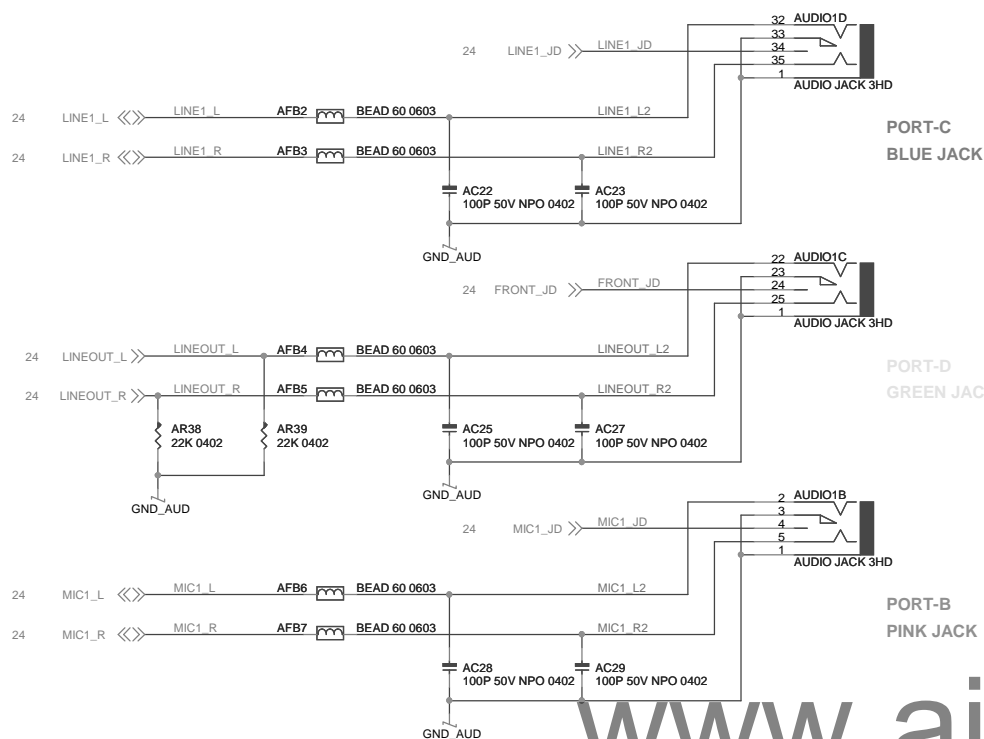 32 AUDIO1D
33
24 LINE1_JD LINE1_JD 34
35
1
AUDIO JACK 3HD
24 LINE1_L LINE1_L AFB2 BEAD 60 0603 LINE1_L2
PORT-C
24 LINE1_R LINE1_R AFB3 BEAD 60 0603 LINE1_R2
BLUE JACK
AC22 AC23
100P 50V NPO 0402 100P 50V NPO 0402
GND_AUD
22 AUDIO1C
23
24 FRONT_JD FRONT_JD 24
25
1
AUDIO JACK 3HD
24 LINEOUT_L LINEOUT_L AFB4 BEAD 60 0603 LINEOUT_L2
PORT-D
24 LINEOUT_R LINEOUT_R AFB5 BEAD 60 0603 LINEOUT_R2
GREEN JAC
AR38 AR39 AC25 AC27
22K 0402 22K 0402 100P 50V NPO 0402 100P 50V NPO 0402
GND_AUD
GND_AUD
2 AUDIO1B
3
24 MIC1_JD MIC1_JD 4
5
1
AUDIO JACK 3HD
24 MIC1_L MIC1_L AFB6 BEAD 60 0603 MIC1_L2
PORT-B
24 MIC1_R MIC1_R AFB7 BEAD 60 0603 MIC1_R2
PINK JACK
AC28 AC29
100P 50V NPO 0402 100P 50V NPO 0402
GND_AUD
www.ai